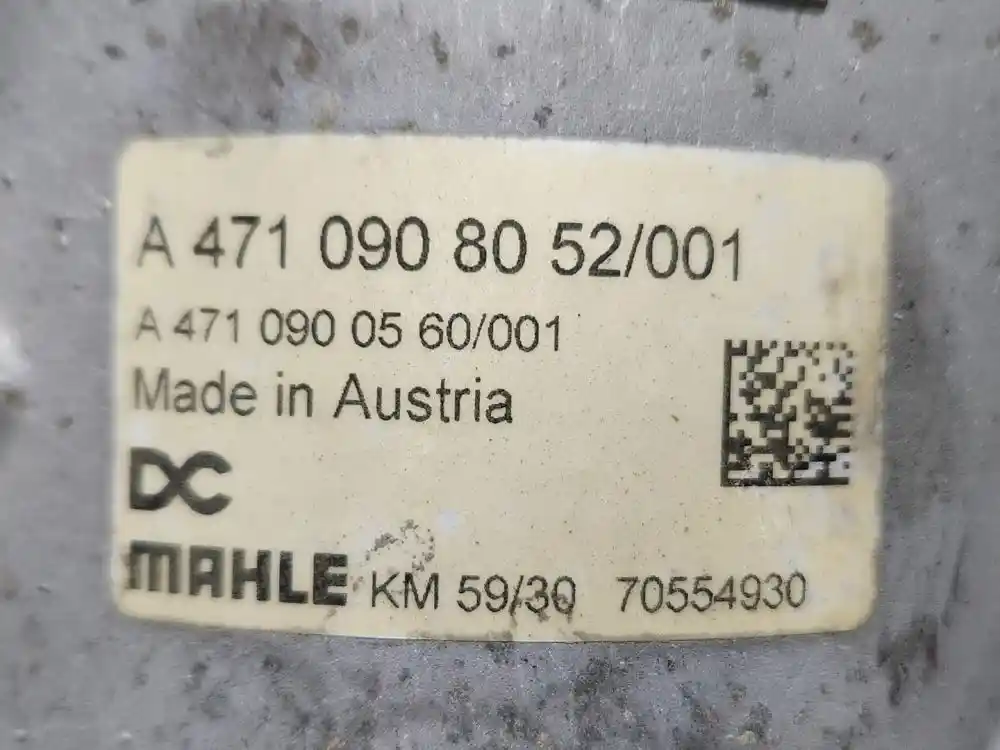 A 471 090 80 52/001
A 471 090 05 60/001
Made in Austria
DC
MAHLE KM 59/30 70554930